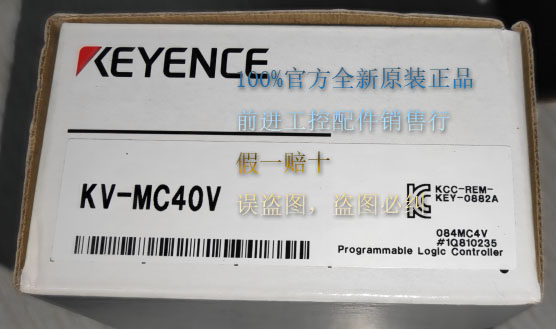 KEYENCE
100%官方全新原装正品
前进工控配件销售行
假一赔十
KV-MC40V
误盗图，盗图必纠
KCC-REM-
KEY-0882A
084MC4V
#1Q810235
Programmable Logic Controller